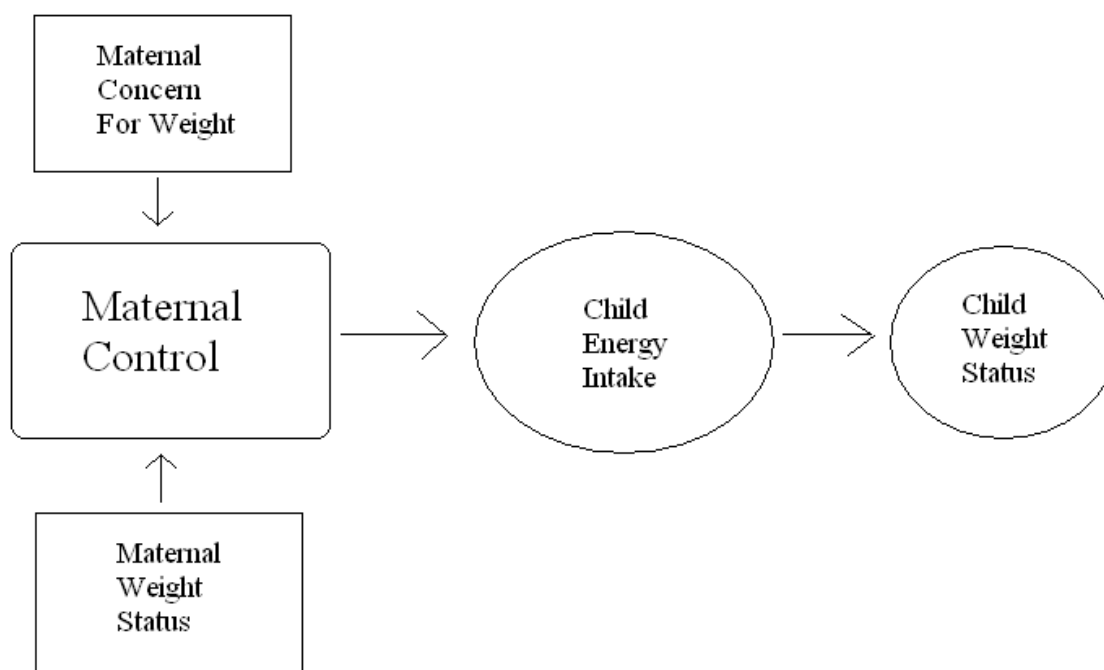 Maternal
Concern
For Weight
Maternal
Control
Child
Energy
Intake
Child
Weight
Status
Maternal
Weight
Status